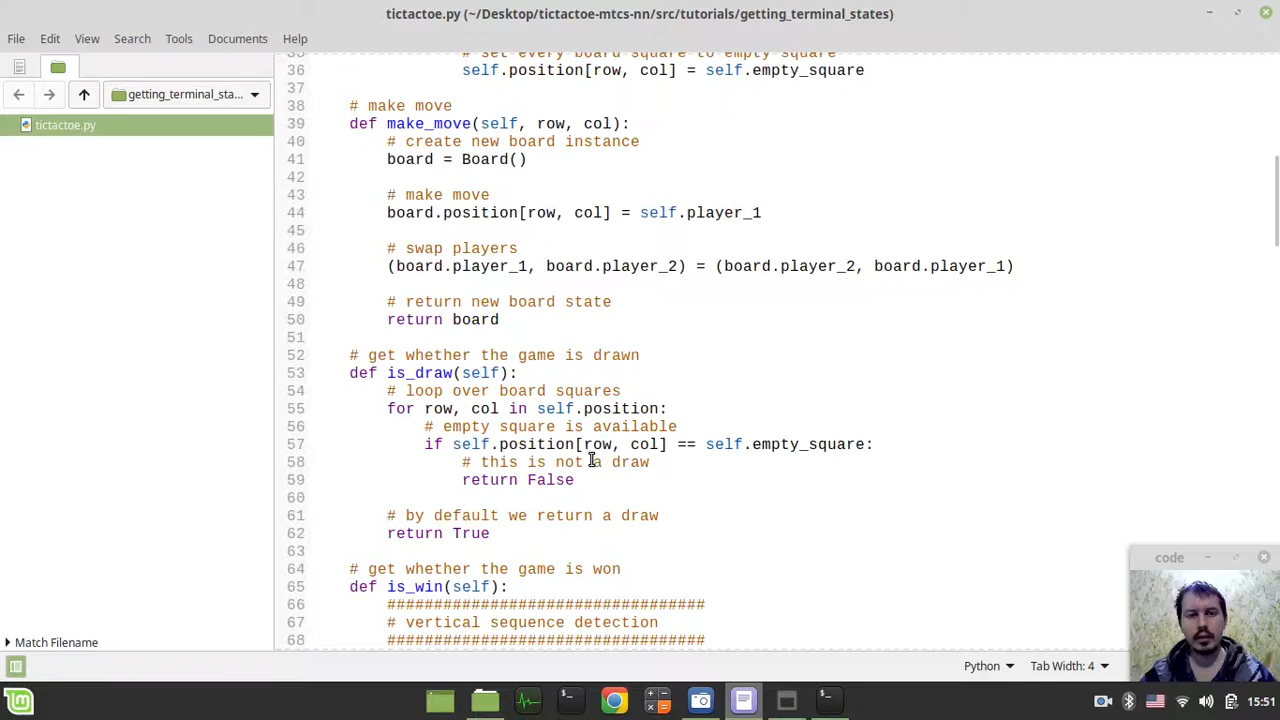 tictactoe.py (~/Desktop/tictactoe-mtcs-nn/src/tutorials/getting_terminal_states)
File Edit View Search Tools Documents Help
getting_terminal_sta...
tictactoe.py
# set every board square to empty square
36 self.position[row, col] = self.empty_square
37
38 # make move
39 def make_move(self, row, col):
40 # create new board instance
41 board = Board()
42
43 # make move
44 board.position[row, col] = self.player_1
45
46 # swap players
47 (board.player_1, board.player_2) = (board.player_2, board.player_1)
48
49 # return new board state
50 return board
51
52 # get whether the game is drawn
53 def is_draw(self):
54 # loop over board squares
55 for row, col in self.position:
56 # empty square is available
57 if self.position[row, col] == self.empty_square:
58 # this is not a draw
59 return False
60
61 # by default we return a draw
62 return True
63
64 # get whether the game is won
65 def is_win(self):
66 ##################################
67 # vertical sequence detection
68 ##################################
code
Match Filename
Python Tab Width: 4
15:51